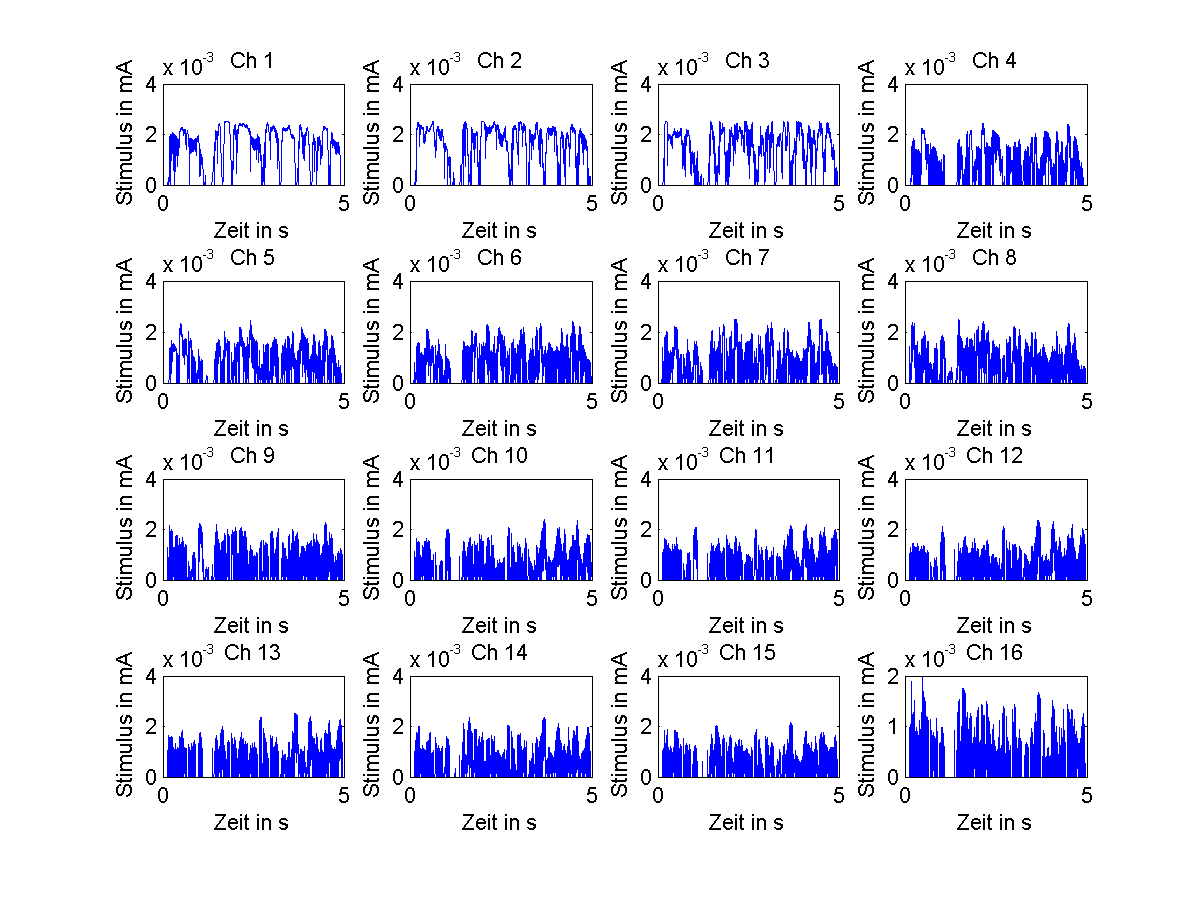 x 10⁻³ Ch 1
4
2
0
0 5
Stimulus in mA
Zeit in s
x 10⁻³ Ch 2
4
2
0
0 5
Stimulus in mA
Zeit in s
x 10⁻³ Ch 3
4
2
0
0 5
Stimulus in mA
Zeit in s
x 10⁻³ Ch 4
4
2
0
0 5
Stimulus in mA
Zeit in s
x 10⁻³ Ch 5
4
2
0
0 5
Stimulus in mA
Zeit in s
x 10⁻³ Ch 6
4
2
0
0 5
Stimulus in mA
Zeit in s
x 10⁻³ Ch 7
4
2
0
0 5
Stimulus in mA
Zeit in s
x 10⁻³ Ch 8
4
2
0
0 5
Stimulus in mA
Zeit in s
x 10⁻³ Ch 9
4
2
0
0 5
Stimulus in mA
Zeit in s
x 10⁻³ Ch 10
4
2
0
0 5
Stimulus in mA
Zeit in s
x 10⁻³ Ch 11
4
2
0
0 5
Stimulus in mA
Zeit in s
x 10⁻³ Ch 12
4
2
0
0 5
Stimulus in mA
Zeit in s
x 10⁻³ Ch 13
4
2
0
0 5
Stimulus in mA
Zeit in s
x 10⁻³ Ch 14
4
2
0
0 5
Stimulus in mA
Zeit in s
x 10⁻³ Ch 15
4
2
0
0 5
Stimulus in mA
Zeit in s
x 10⁻³ Ch 16
2
1
0
0 5
Stimulus in mA
Zeit in s